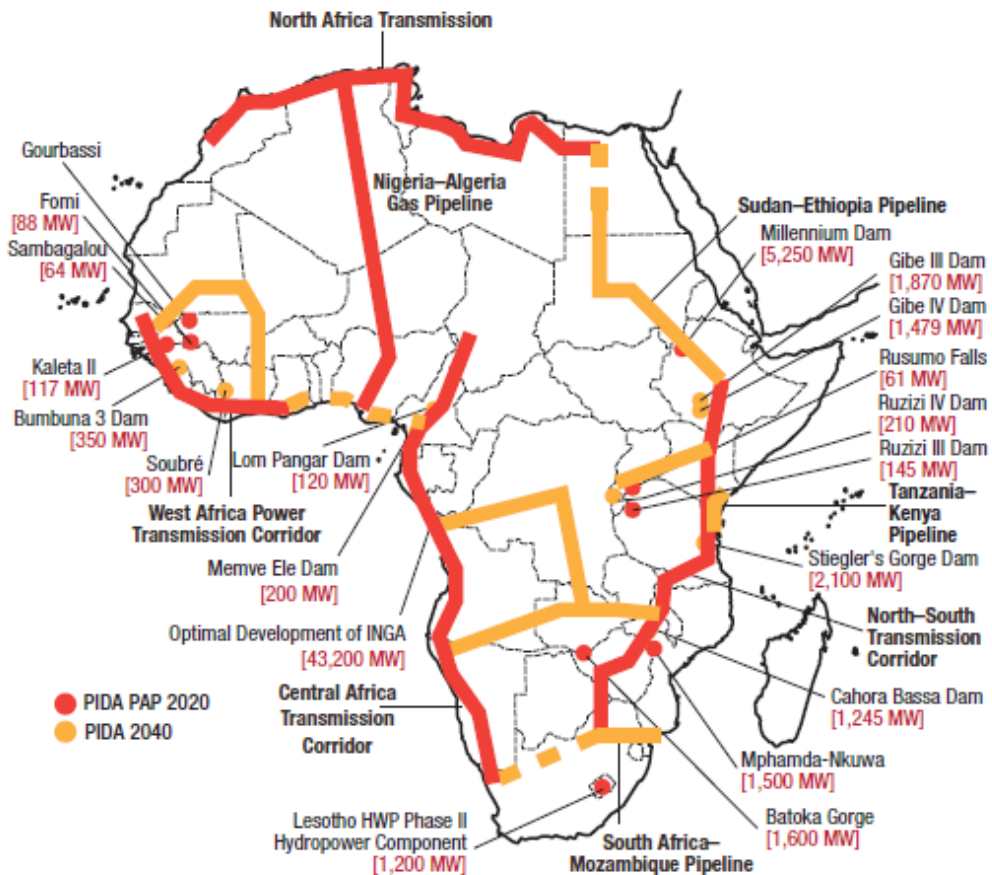 North Africa Transmission
Gourbassi
Fomi
[88 MW]
Sambagalou
[64 MW]
Kaleta II
[117 MW]
Bumbuna 3 Dam
[350 MW]
Soubré
[300 MW]
West Africa Power
Transmission Corridor
Lom Pangar Dam
[120 MW]
Memve Ele Dam
[200 MW]
Optimal Development of INGA
[43,200 MW]
Central Africa
Transmission
Corridor
PIDA PAP 2020
PIDA 2040
Lesotho HWP Phase II
Hydropower Component
[1,200 MW]
Nigeria–Algeria
Gas Pipeline
Sudan–Ethiopia Pipeline
Millennium Dam
[5,250 MW]
Gibe III Dam
[1,870 MW]
Gibe IV Dam
[1,479 MW]
Rusumo Falls
[61 MW]
Ruzizi IV Dam
[210 MW]
Ruzizi III Dam
[145 MW]
Tanzania–
Kenya
Pipeline
Stiegler's Gorge Dam
[2,100 MW]
North–South
Transmission
Corridor
Cahora Bassa Dam
[1,245 MW]
Mphamda-Nkuwa
[1,500 MW]
Batoka Gorge
[1,600 MW]
South Africa–
Mozambique Pipeline